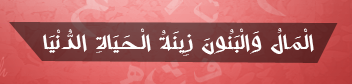 الْمَالُ وَالْبَنُونَ زِينَةُ الْحَيَاةِ الدُّنْيَا